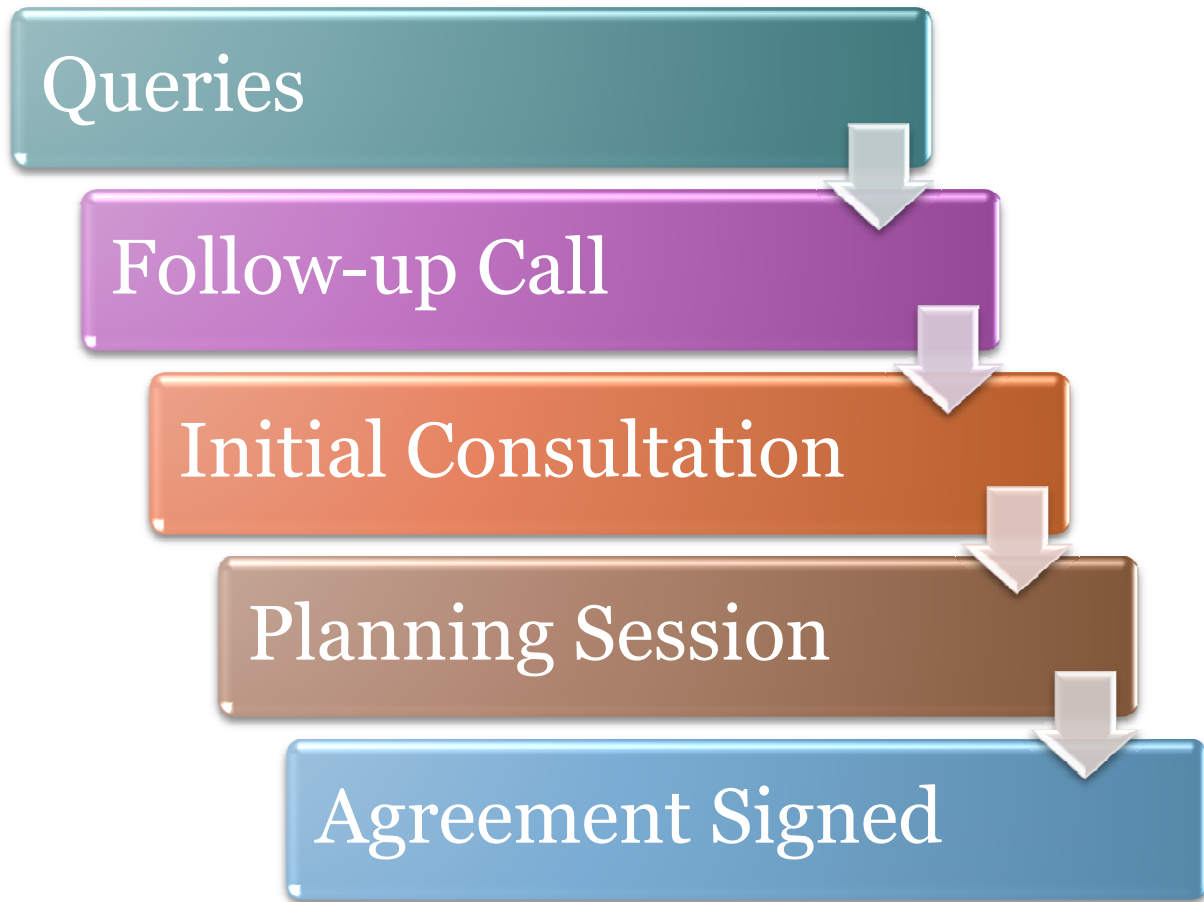 Queries
Follow-up Call
Initial Consultation
Planning Session
Agreement Signed